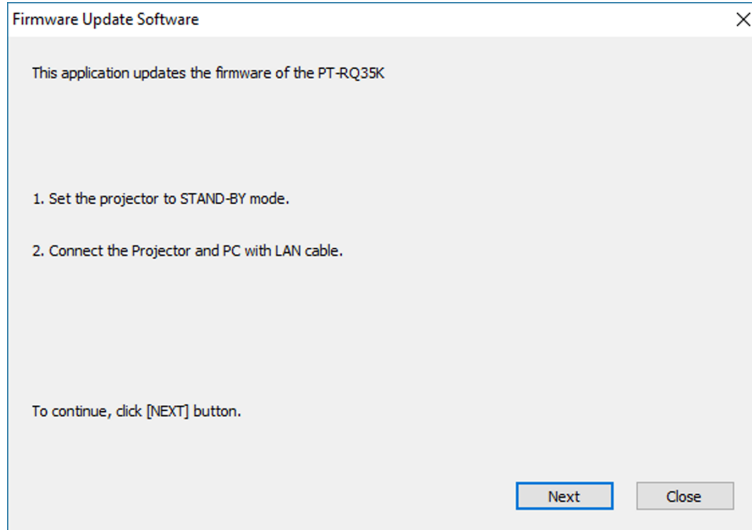 Firmware Update Software
This application updates the firmware of the PT-RQ35K
1. Set the projector to STAND-BY mode.
2. Connect the Projector and PC with LAN cable.
To continue, click [NEXT] button.
Next
Close